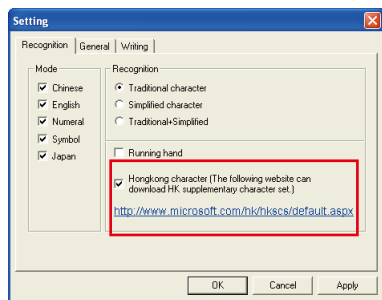 Setting
Recognition General Writing
Mode
Chinese
English
Numeral
Symbol
Japan
Recognition
Traditional character
Simplified character
Traditional+Simplified
Running hand
Hongkong character (The following website can
download HK supplementary character set.)
http://www.microsoft.com/hk/hkscs/default.aspx
OK Cancel Apply